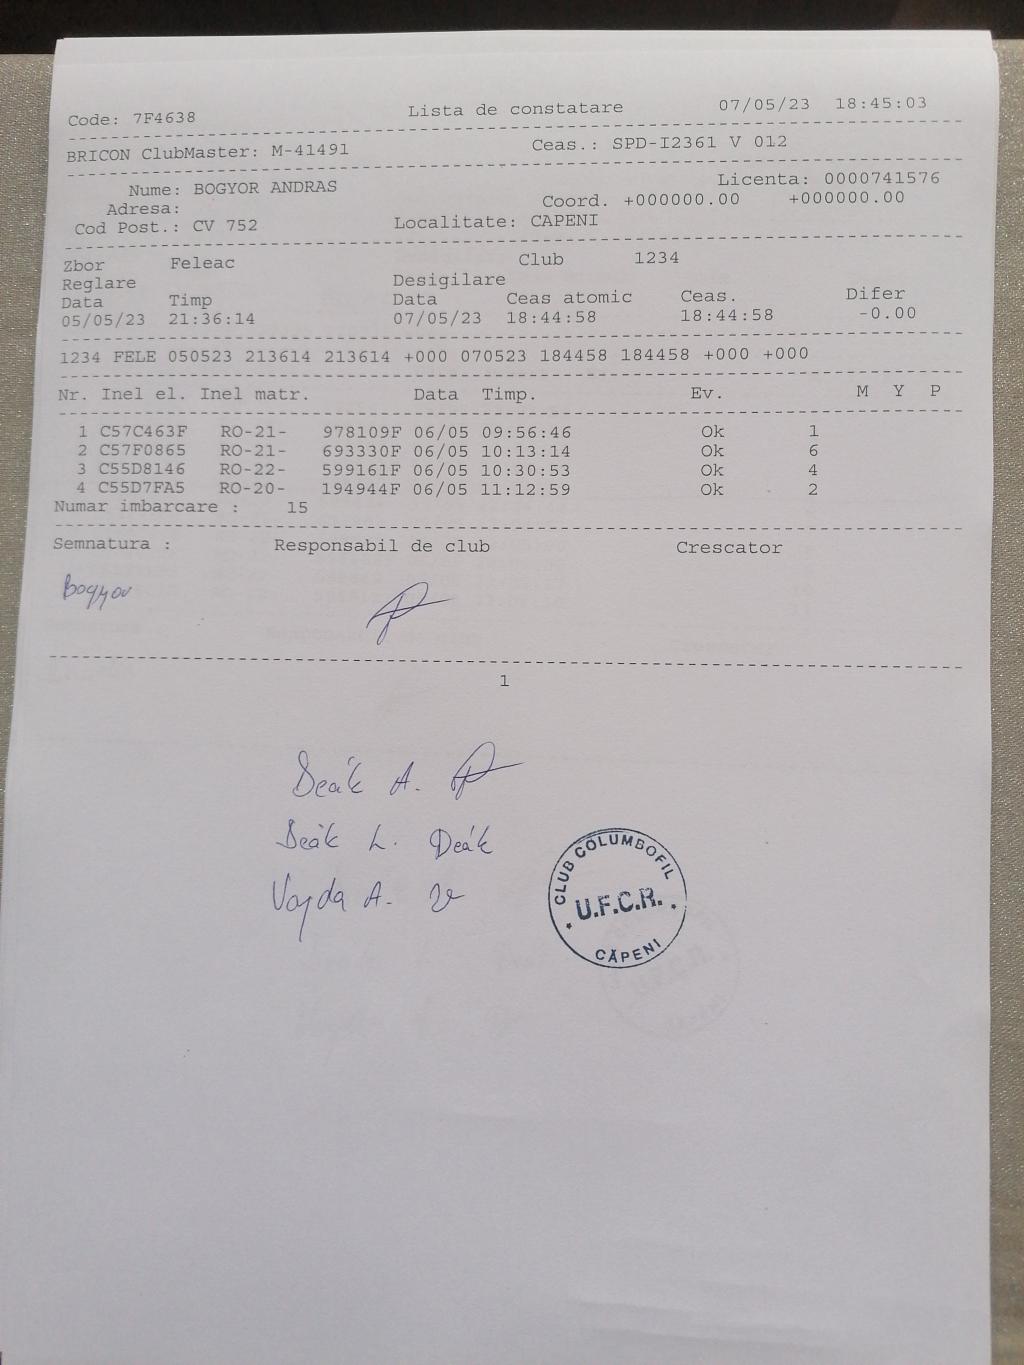 Code: 7F4638 Lista de constatare 07/05/23 18:45:03
BRICON ClubMaster: M-41491 Ceas.: SPD-I2361 V 012
Nume: BOGYOR ANDRAS Licenta: 0000741576
Adresa: Coord. +000000.00 +000000.00
Cod Post.: CV 752 Localitate: CAPENI
Zbor Feleac Club 1234
Reglare Desigilare
Data Timp Data Ceas atomic Ceas. Difer
05/05/23 21:36:14 07/05/23 18:44:58 18:44:58 -0.00
1234 FELE 050523 213614 213614 +000 070523 184458 184458 +000 +000
Nr. Inel el. Inel matr. Data Timp. Ev. M Y P
1 C57C463F RO-21- 978109F 06/05 09:56:46 Ok 1
2 C57F0865 RO-21- 693330F 06/05 10:13:14 Ok 6
3 C55D8146 RO-22- 599161F 06/05 10:30:53 Ok 4
4 C55D7FA5 RO-20- 194944F 06/05 11:12:59 Ok 2
Numar imbarcare : 15
Semnatura : Responsabil de club Crescator
Bogyor
1
Deák A.
Deák L. Deák
Vajda A.
CLUB COLUMBOFIL
U.F.C.R.
CĂPENI